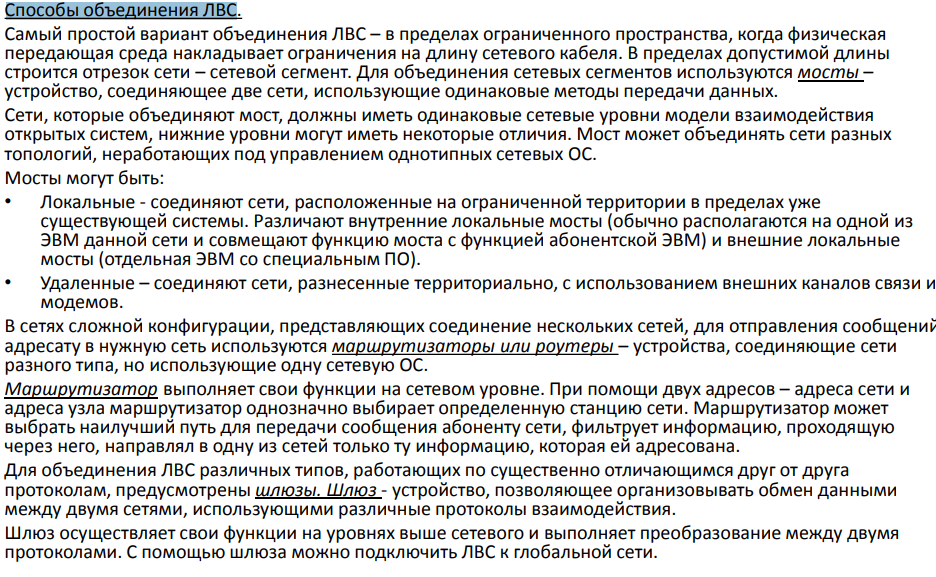 Способы объединения ЛВС.
Самый простой вариант объединения ЛВС – в пределах ограниченного пространства, когда физическая
передающая среда накладывает ограничения на длину сетевого кабеля. В пределах допустимой длины
строится отрезок сети – сетевой сегмент. Для объединения сетевых сегментов используются мосты –
устройство, соединяющее две сети, использующие одинаковые методы передачи данных.
Сети, которые объединяют мост, должны иметь одинаковые сетевые уровни модели взаимодействия
открытых систем, нижние уровни могут иметь некоторые отличия. Мост может объединять сети разных
топологий, неработающих под управлением однотипных сетевых ОС.
Мосты могут быть:
• Локальные - соединяют сети, расположенные на ограниченной территории в пределах уже
существующей системы. Различают внутренние локальные мосты (обычно располагаются на одной из
ЭВМ данной сети и совмещают функцию моста с функцией абонентской ЭВМ) и внешние локальные
мосты (отдельная ЭВМ со специальным ПО).
• Удаленные – соединяют сети, разнесенные территориально, с использованием внешних каналов связи и
модемов.
В сетях сложной конфигурации, представляющих соединение нескольких сетей, для отправления сообщений
адресату в нужную сеть используются маршрутизаторы или роутеры – устройства, соединяющие сети
разного типа, но использующие одну сетевую ОС.
Маршрутизатор выполняет свои функции на сетевом уровне. При помощи двух адресов – адреса сети и
адреса узла маршрутизатор однозначно выбирает определенную станцию сети. Маршрутизатор может
выбрать наилучший путь для передачи сообщения абоненту сети, фильтрует информацию, проходящую
через него, направлял в одну из сетей только ту информацию, которая ей адресована.
Для объединения ЛВС различных типов, работающих по существенно отличающимся друг от друга
протоколам, предусмотрены шлюзы. Шлюз - устройство, позволяющее организовывать обмен данными
между двумя сетями, использующими различные протоколы взаимодействия.
Шлюз осуществляет свои функции на уровнях выше сетевого и выполняет преобразование между двумя
протоколами. С помощью шлюза можно подключить ЛВС к глобальной сети.